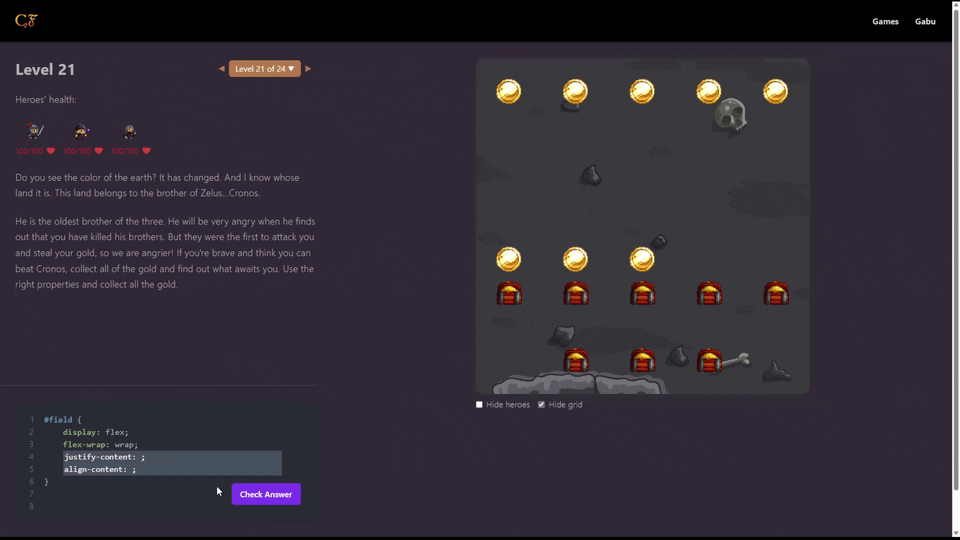 CF
Games
Gabu
Level 21
◀ Level 21 of 24 ▼ ▶
Heroes' health:
100/100 100/100 100/100
Do you see the color of the earth? It has changed. And I know whose
land it is. This land belongs to the brother of Zelus...Cronos.
He is the oldest brother of the three. He will be very angry when he finds
out that you have killed his brothers. But they were the first to attack you
and steal your gold, so we are angrier! If you're brave and think you can
beat Cronos, collect all of the gold and find out what awaits you. Use the
right properties and collect all the gold.
Hide heroes
Hide grid
1 #field {
2 display: flex;
3 flex-wrap: wrap;
4 justify-content: ;
5 align-content: ;
6 }
7
8
Check Answer